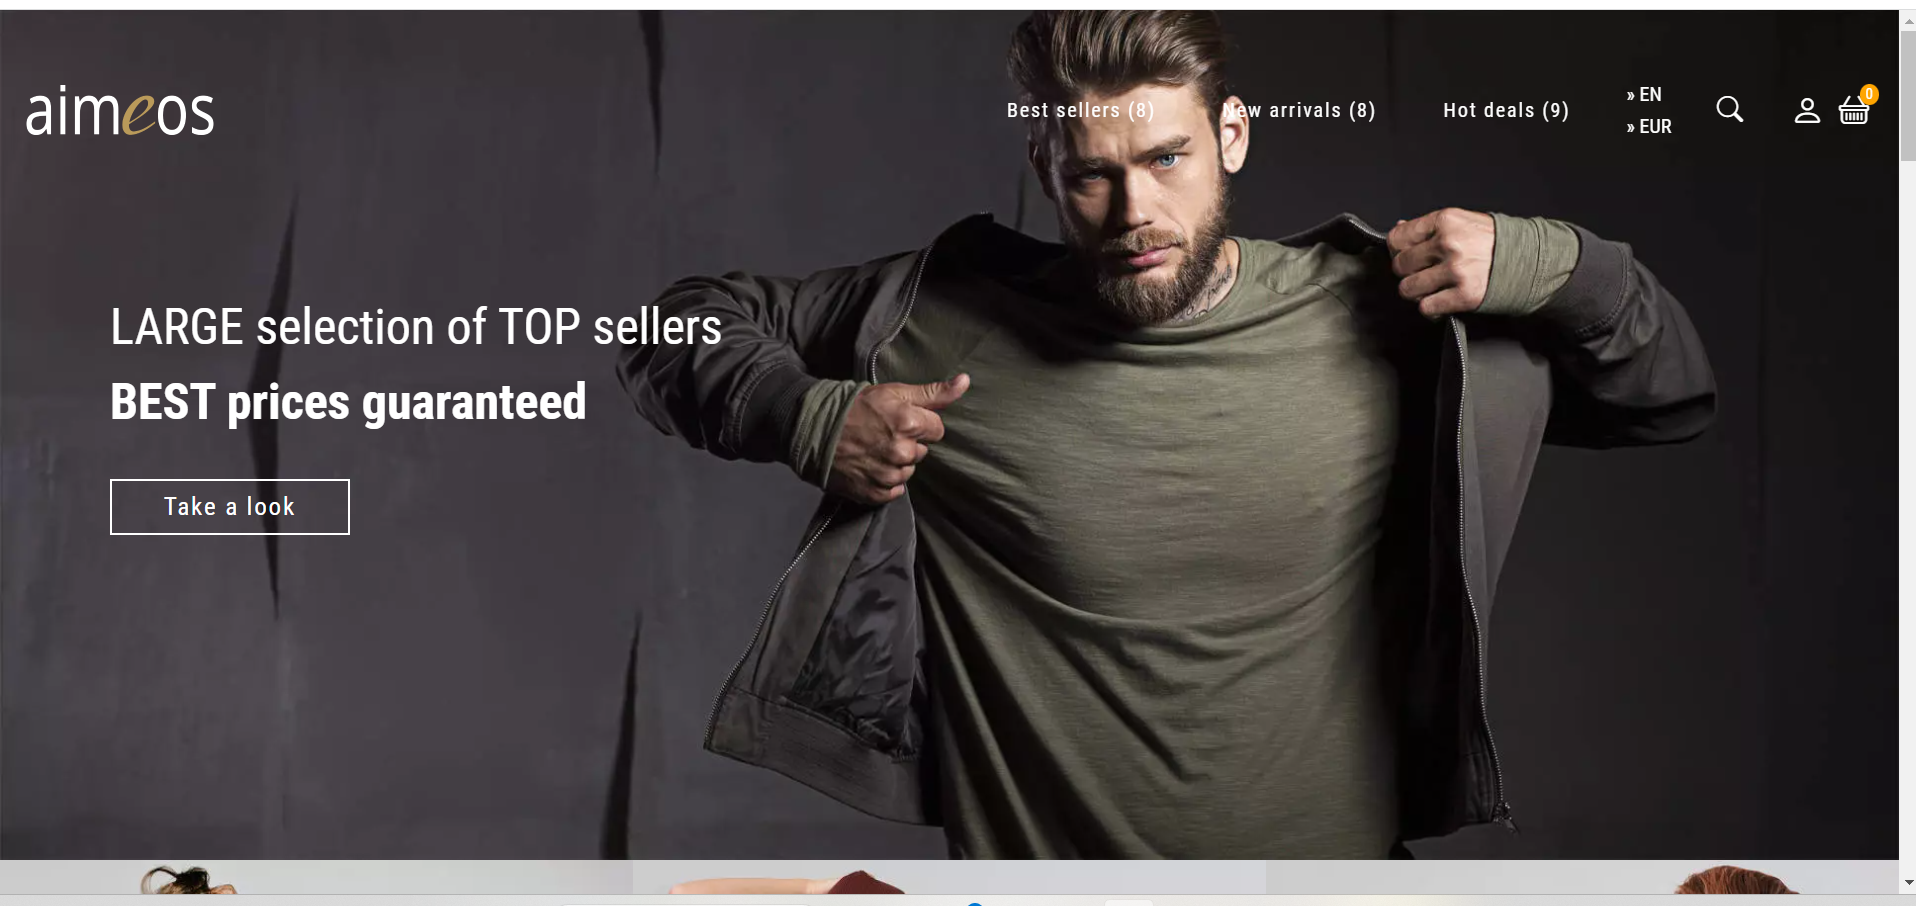 aimeos
Best sellers (8)
New arrivals (8)
Hot deals (9)
» EN
» EUR
0
LARGE selection of TOP sellers
BEST prices guaranteed
Take a look